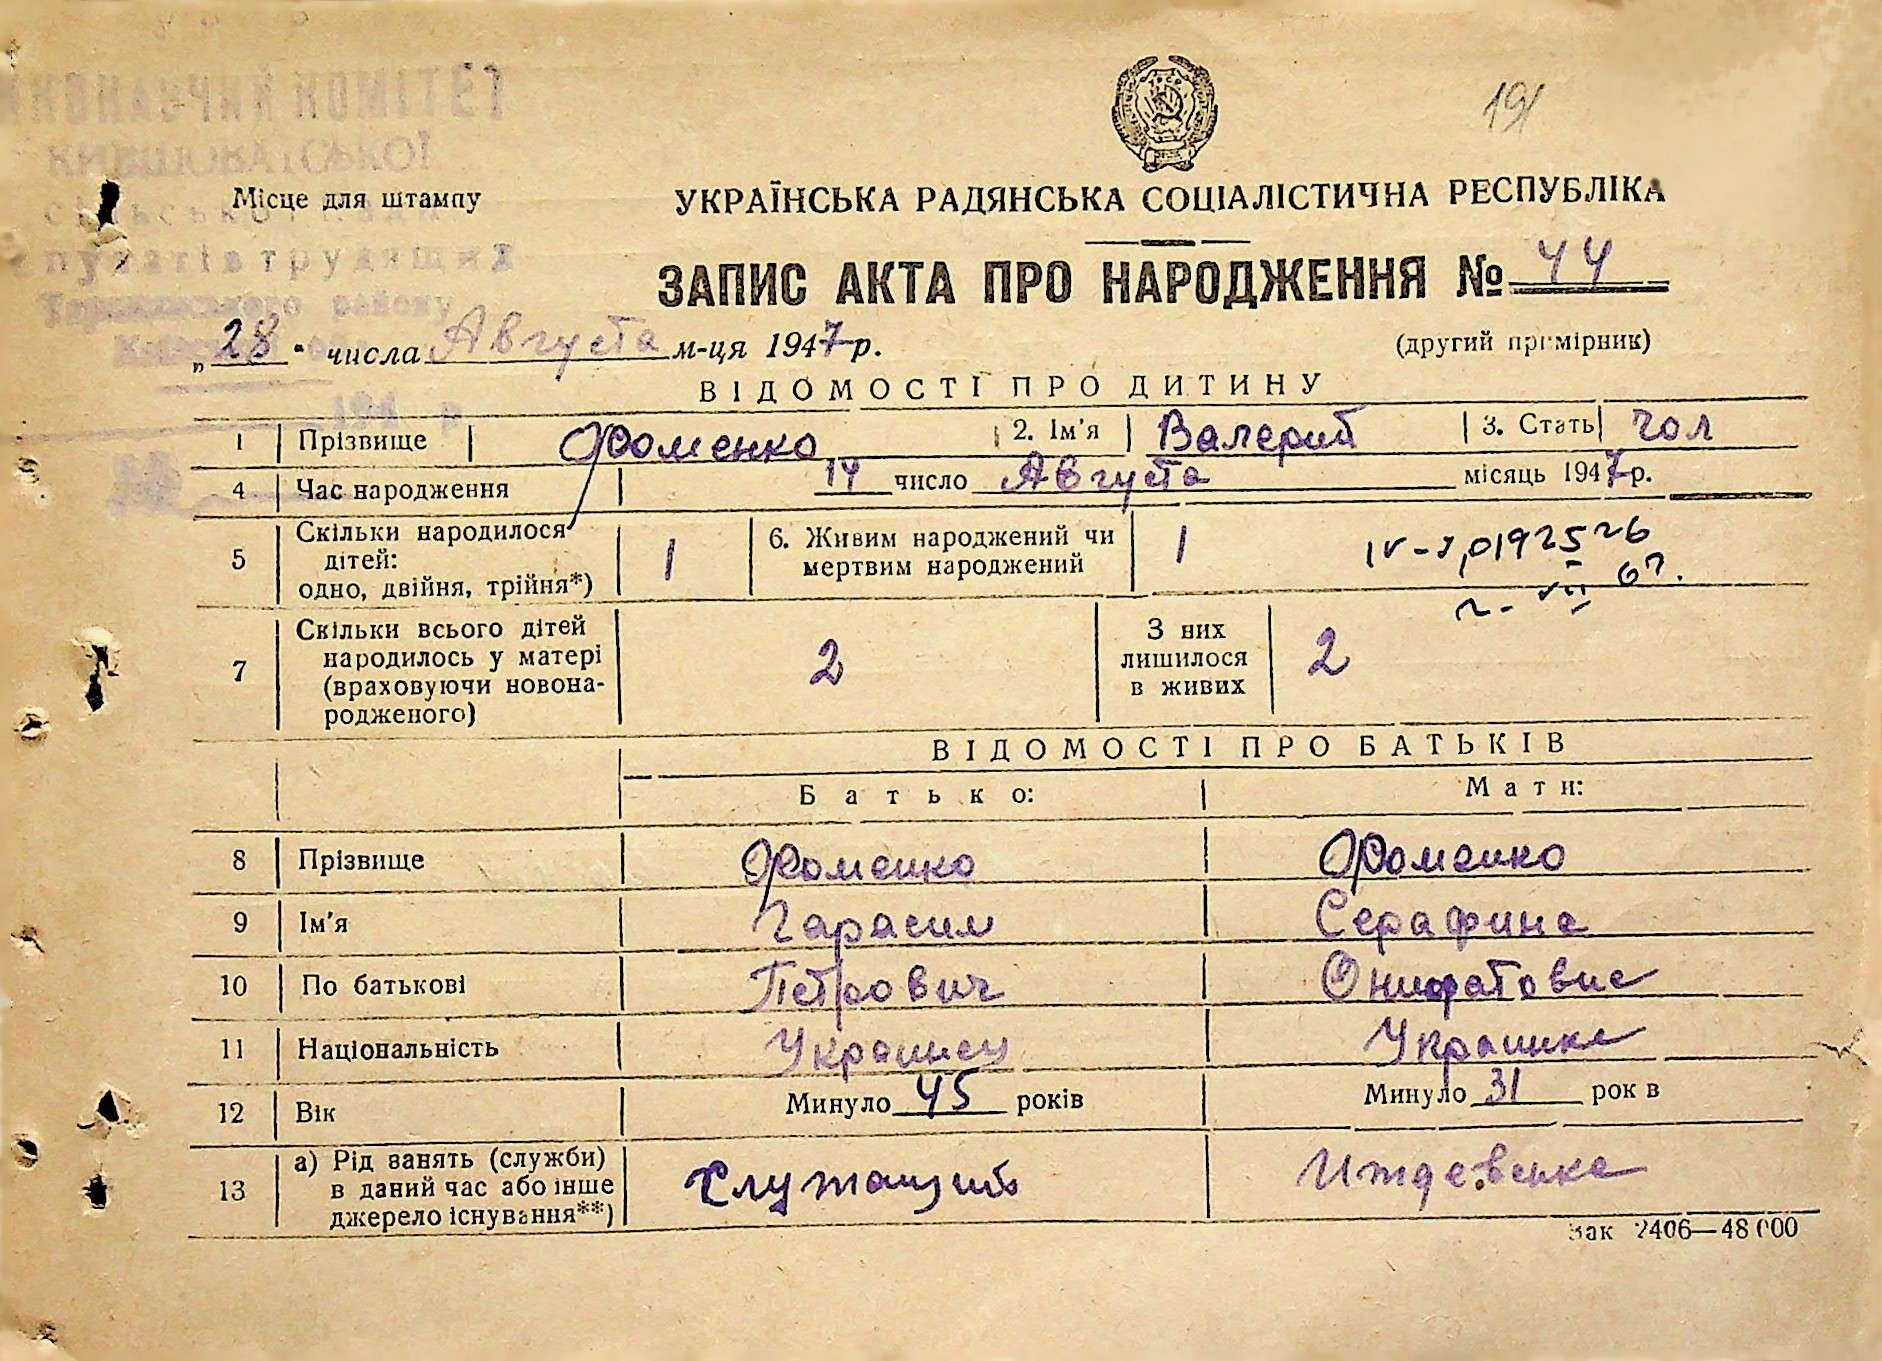 191
КОМІТЕТ
Місце для штампу
УКРАЇНСЬКА РАДЯНСЬКА СОЦІАЛІСТИЧНА РЕСПУБЛІКА
ЗАПИС АКТА ПРО НАРОДЖЕННЯ № 44
„28" числа Августа м-ця 1947 р.
(другий примірник)
ВІДОМОСТІ ПРО ДИТИНУ
1 Прізвище Фоменко 2. Ім'я Валерий 3. Стать чол
4 Час народження 14 число Августа місяць 1947 р.
5 Скільки народилося дітей: одно, двійня, трійня*) 1 6. Живим народжений чи мертвим народжений 1
7 Скільки всього дітей народилось у матері (враховуючи новонародженого) 2 З них лишилося в живих 2
ВІДОМОСТІ ПРО БАТЬКІВ
Батько: Мати:
8 Прізвище Фоменко Фоменко
9 Ім'я Гарасим Серафина
10 По батькові Петрович Онифатовна
11 Національність Украинец Украинка
12 Вік Минуло 45 років Минуло 31 рок в
13 а) Рід занять (служби) в даний час або інше джерело існування**) Служащий Иждевенка
Зак 2406—48 000